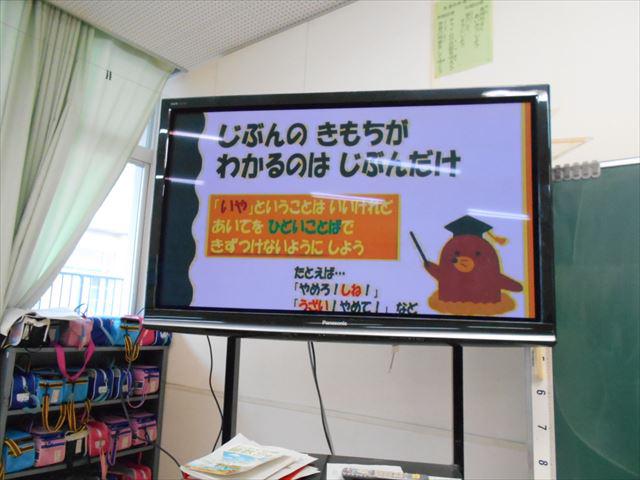 じぶんの きもちが
わかるのは じぶんだけ
「いや」ということは いいけれど
あいてを ひどいことばで
きずつけないように しよう
たとえば…
「やめろ！しね！」
「うざい！やめて！」など
Panasonic
6
7
8